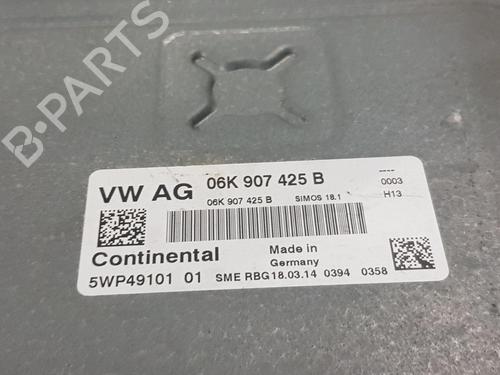 B-PARTS
VW AG 06K 907 425 B
06K 907 425 B SIMOS 18.1
----
0003
H13
Continental
Made in
Germany
5WP49101 01 SME RBG18.03.14 0394 0358